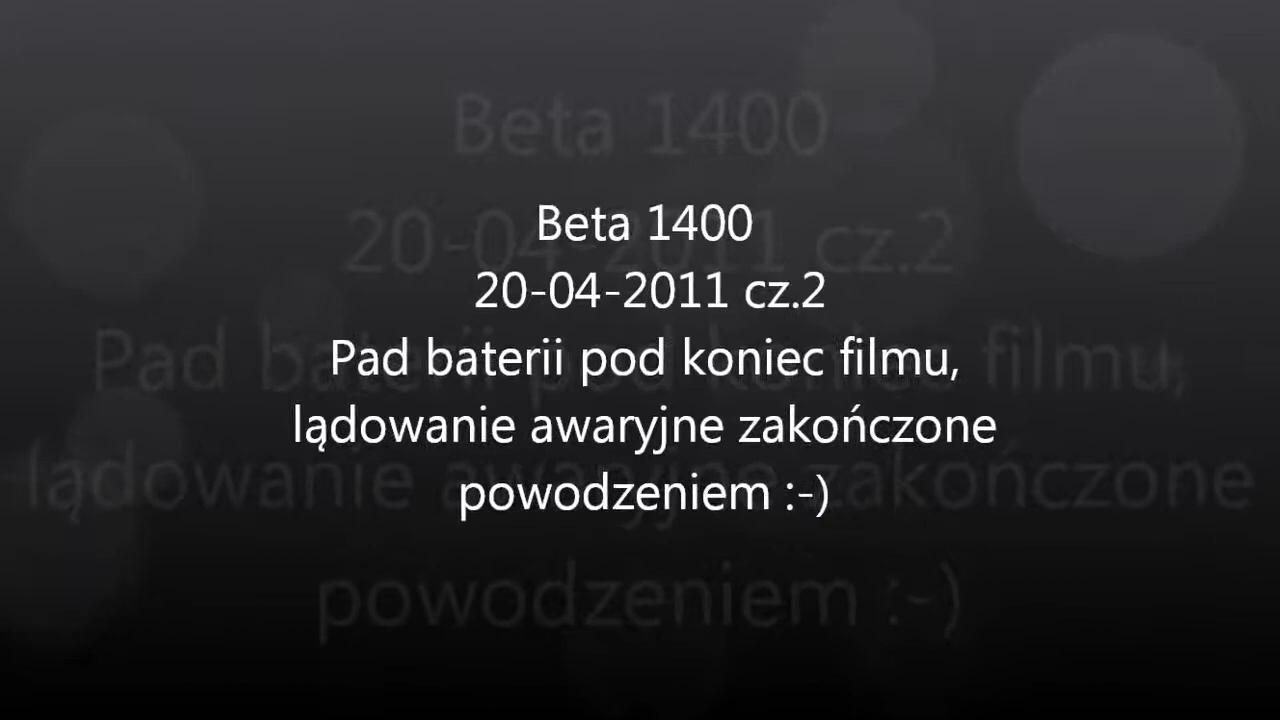 Beta 1400
20-04-2011 cz.2
Pad baterii pod koniec filmu,
lądowanie awaryjne zakończone
powodzeniem :-)